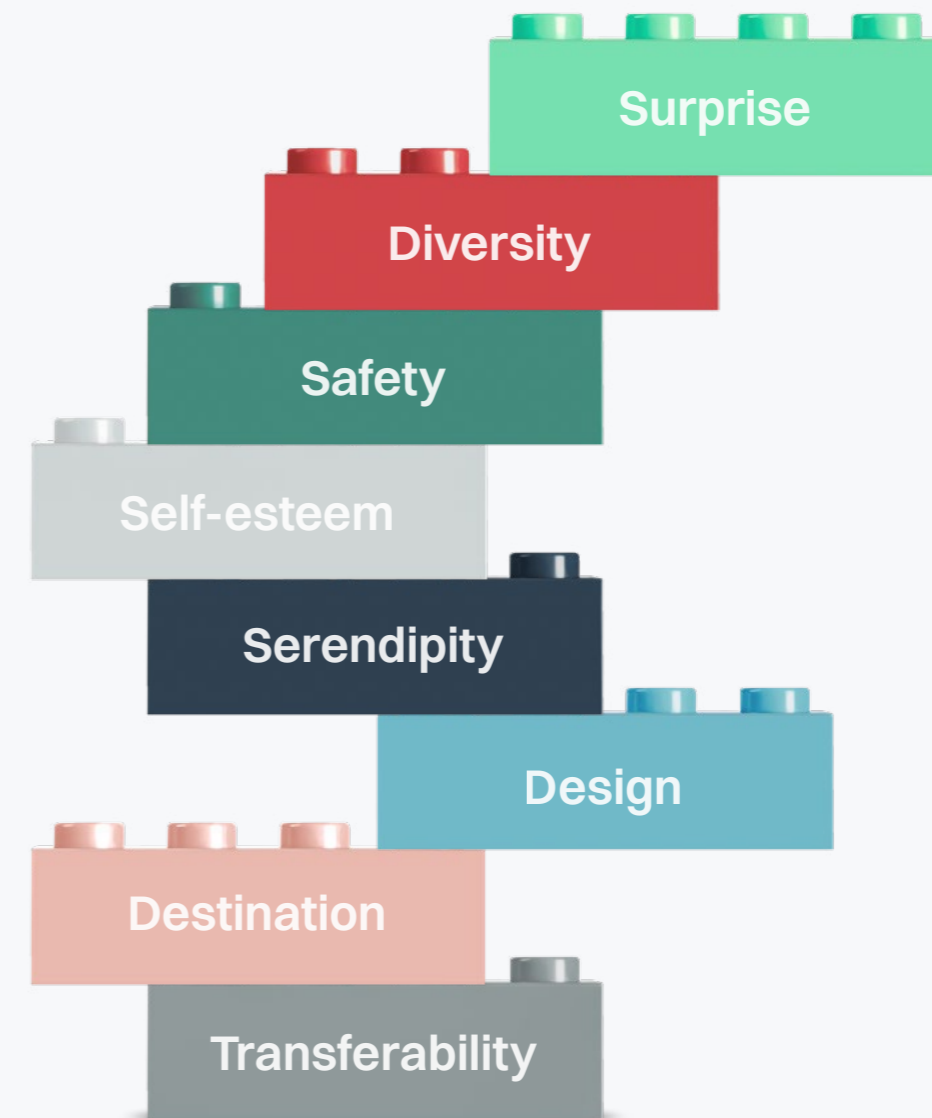 Surprise
Diversity
Safety
Self-esteem
Serendipity
Design
Destination
Transferability